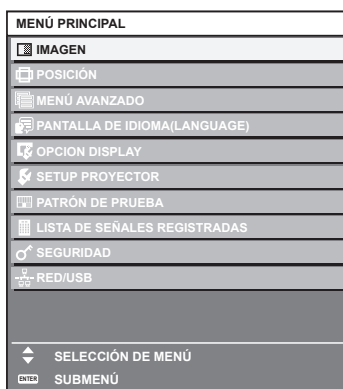 MENÚ PRINCIPAL
IMAGEN
POSICIÓN
MENÚ AVANZADO
PANTALLA DE IDIOMA(LANGUAGE)
OPCION DISPLAY
SETUP PROYECTOR
PATRÓN DE PRUEBA
LISTA DE SEÑALES REGISTRADAS
SEGURIDAD
RED/USB
SELECCIÓN DE MENÚ
ENTER SUBMENÚ